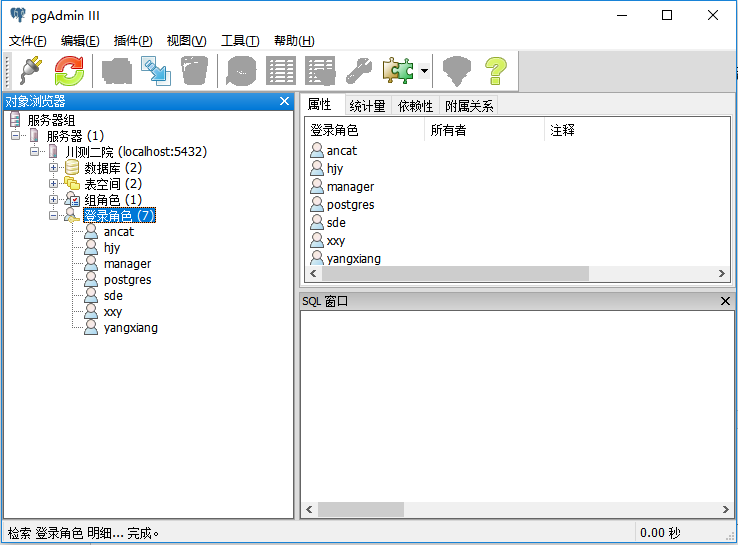 pgAdmin III
文件(F) 编辑(E) 插件(P) 视图(V) 工具(T) 帮助(H)
对象浏览器
服务器组
服务器 (1)
川测二院 (localhost:5432)
数据库 (2)
表空间 (2)
组角色 (1)
登录角色 (7)
ancat
hjy
manager
postgres
sde
xxy
yangxiang
属性 统计量 依赖性 附属关系
登录角色 所有者 注释
ancat
hjy
manager
postgres
sde
xxy
yangxiang
SQL 窗口
检索 登录角色 明细... 完成。 0.00 秒